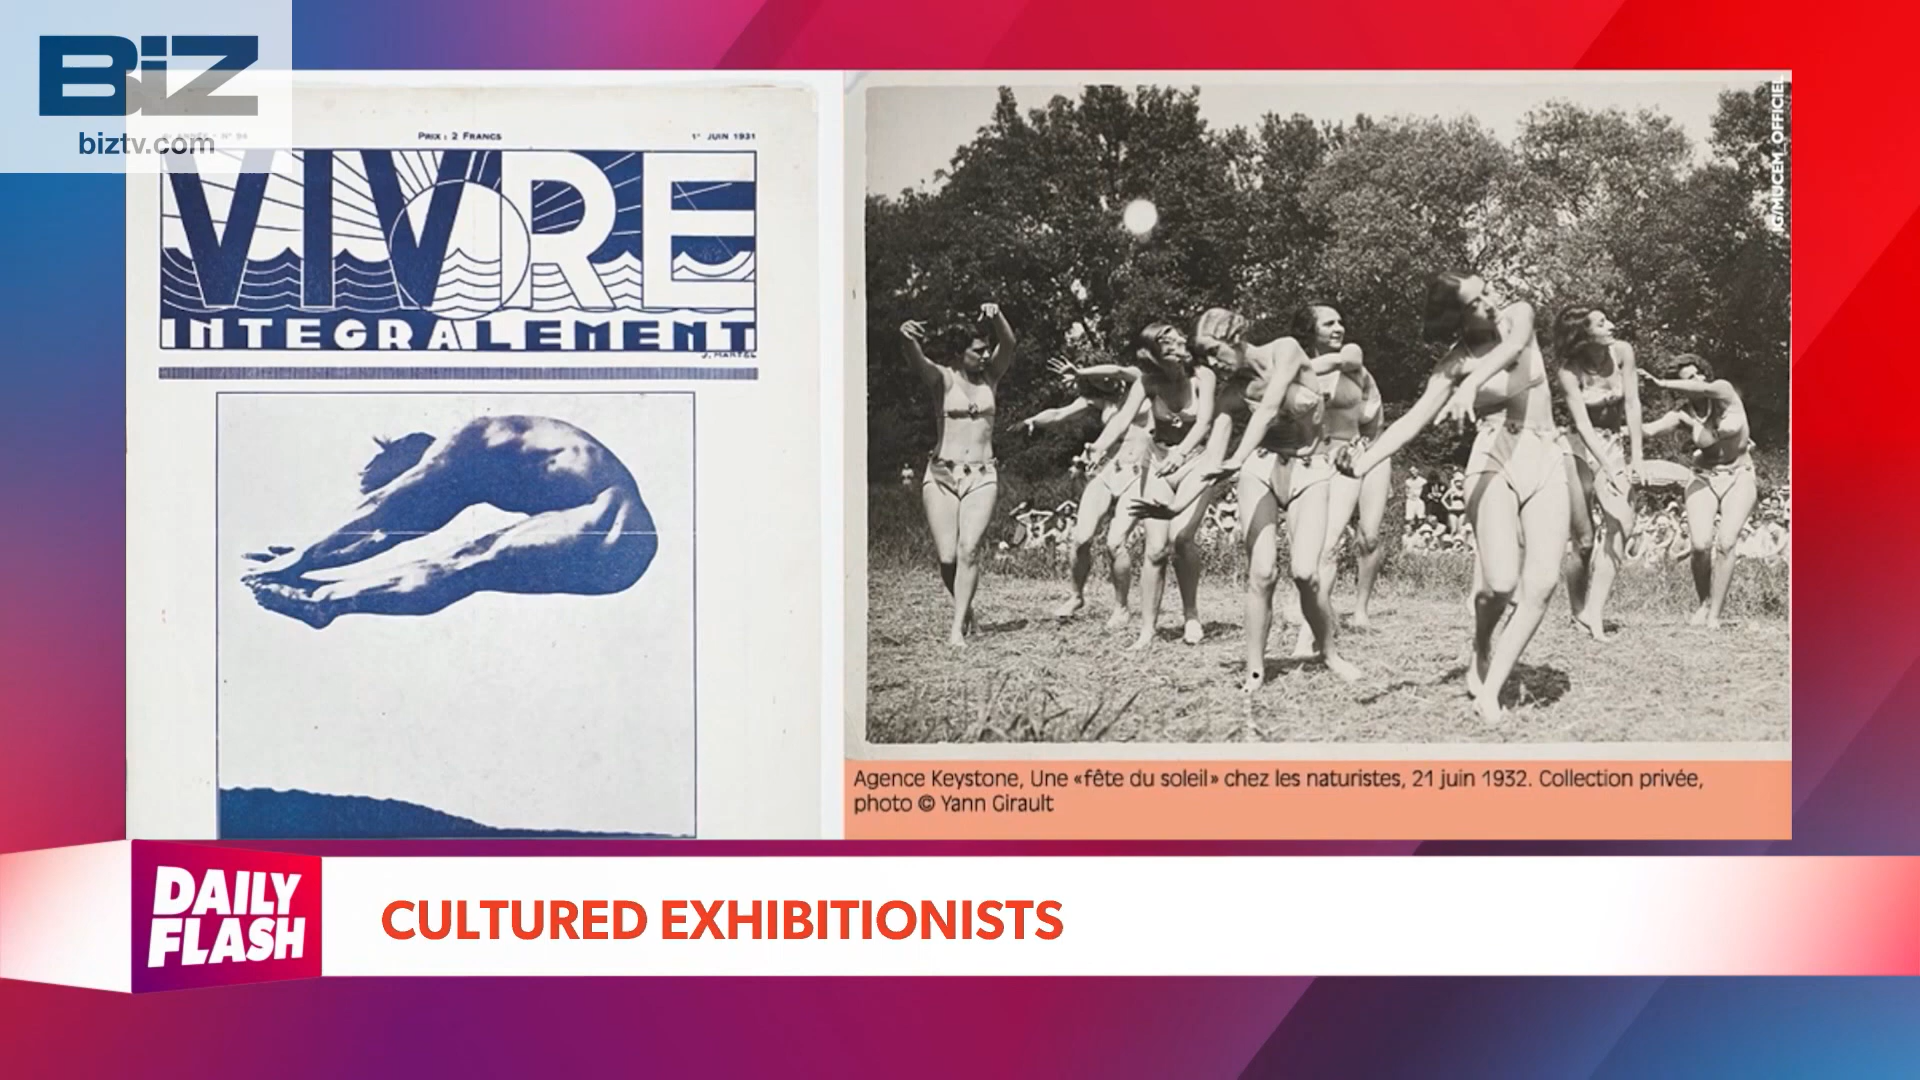 BiZ
biztv.com
PRIX : 2 FRANCS
1er JUIN 1931
VIVRE
INTEGRALEMENT
J. MARTEL
IG/MUCEM_OFFICIEL
Agence Keystone, Une «fête du soleil» chez les naturistes, 21 juin 1932. Collection privée,
photo © Yann Girault
DAILY
FLASH
CULTURED EXHIBITIONISTS